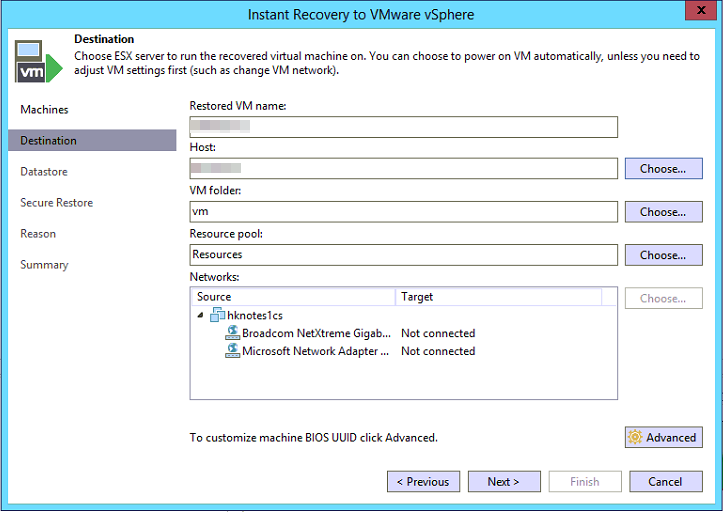 Instant Recovery to VMware vSphere
X
Destination
Choose ESX server to run the recovered virtual machine on. You can choose to power on VM automatically, unless you need to
adjust VM settings first (such as change VM network).
vm
Machines
Destination
Datastore
Secure Restore
Reason
Summary
Restored VM name:
Host:
Choose...
VM folder:
vm
Choose...
Resource pool:
Resources
Choose...
Networks:
Source Target
Choose...
hknotes1cs
Broadcom NetXtreme Gigab... Not connected
Microsoft Network Adapter ... Not connected
To customize machine BIOS UUID click Advanced.
Advanced
< Previous Next > Finish Cancel